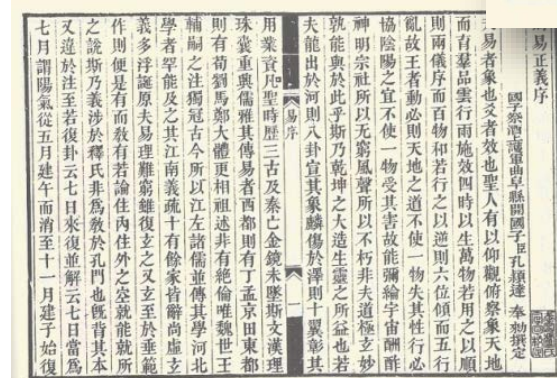 易正義序
國子祭酒上護軍曲阜縣開國子臣孔穎達 奉勑撰定
易者象也爻者效也聖人有以仰觀俯察象天地
而育羣品雲行雨施效四時以生萬物若用之以順
則兩儀序而百物和若行之以逆則六位傾而五行
亂故王者動必則天地之道不使一物失其性行必
協陰陽之宜不使一物受其害故能彌綸宇宙酬酢
神明宗社所以无窮風聲所以不朽非夫道極玄妙
孰能與於此乎斯乃乾坤之大造生靈之所益也若
夫龍出於河則八卦宣其象麟傷於澤則十翼彰其
易序
一
用業資凡聖時歷三古及秦亡金鏡未墜斯文漢理
珠囊重興儒雅其傳易者西都則有丁孟京田東都
則有荀劉馬鄭大體更相祖述非有絕倫唯魏世王
輔嗣之注獨冠古今所以江左諸儒並傳其學河北
學者罕能及之其江南義疏十有餘家皆辭尚虛玄
義多浮誕原夫易理難窮雖復玄之又玄至於垂範
作則便是有而教有若論住內住外之空就能就所
之說斯乃義涉於釋氏非爲教於孔門也旣背其本
又違於注至若復卦云七日來復並解云七日當爲
七月謂陽氣從五月建午而消至十一月建子始復